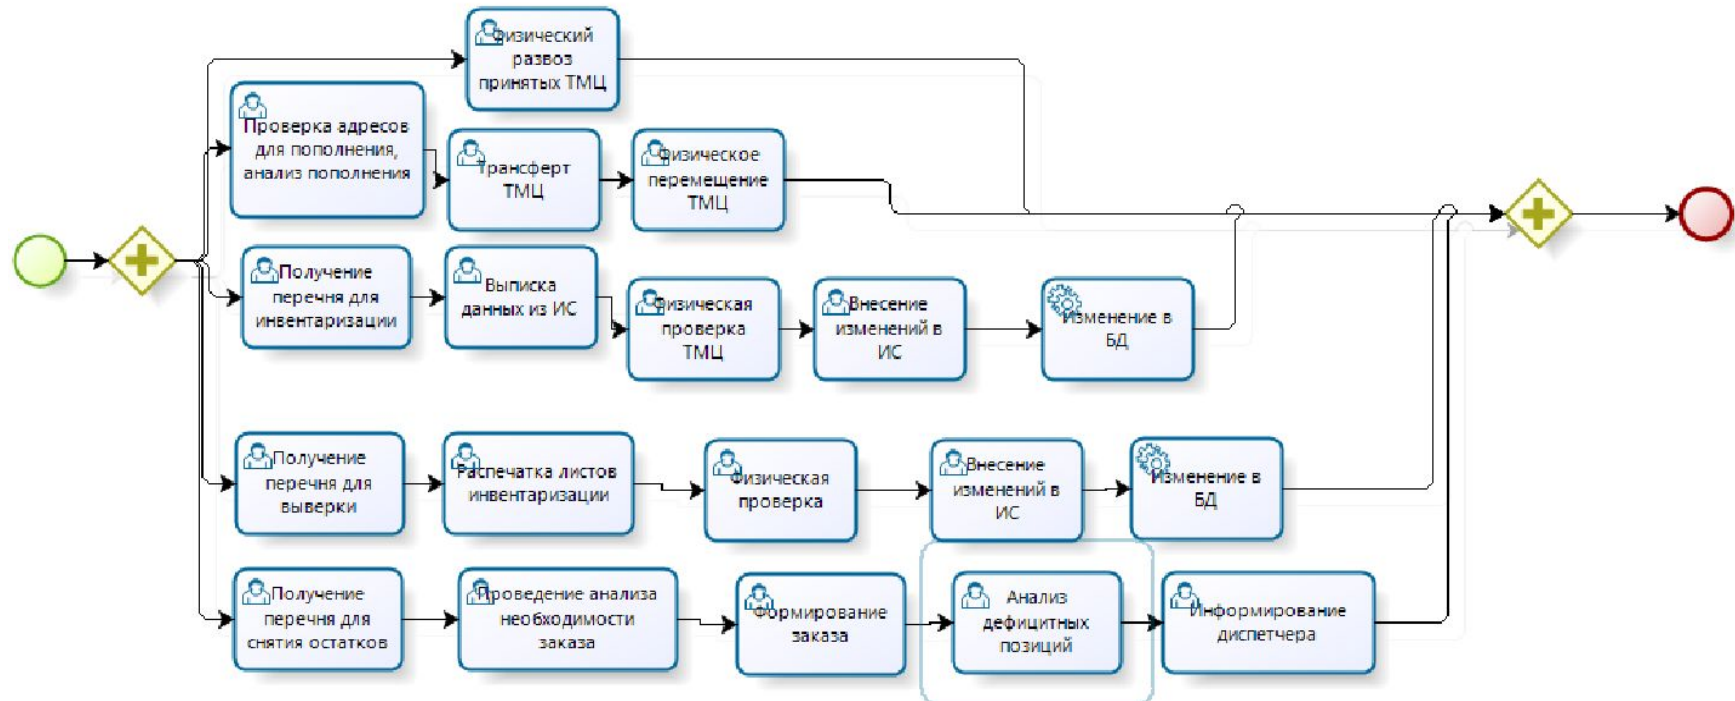 Физический
развоз
принятых ТМЦ
Проверка адресов
для пополнения,
анализ пополнения
Трансферт
ТМЦ
Физическое
перемещение
ТМЦ
Получение
перечня для
инвентаризации
Выписка
данных из ИС
Физическая
проверка
ТМЦ
Внесение
изменений в
ИС
Изменение в
БД
Получение
перечня для
выверки
Распечатка листов
инвентаризации
Физическая
проверка
Внесение
изменений в
ИС
Изменение в
БД
Получение
перечня для
снятия остатков
Проведение анализа
необходимости
заказа
Формирование
заказа
Анализ
дефицитных
позиций
Информирование
диспетчера